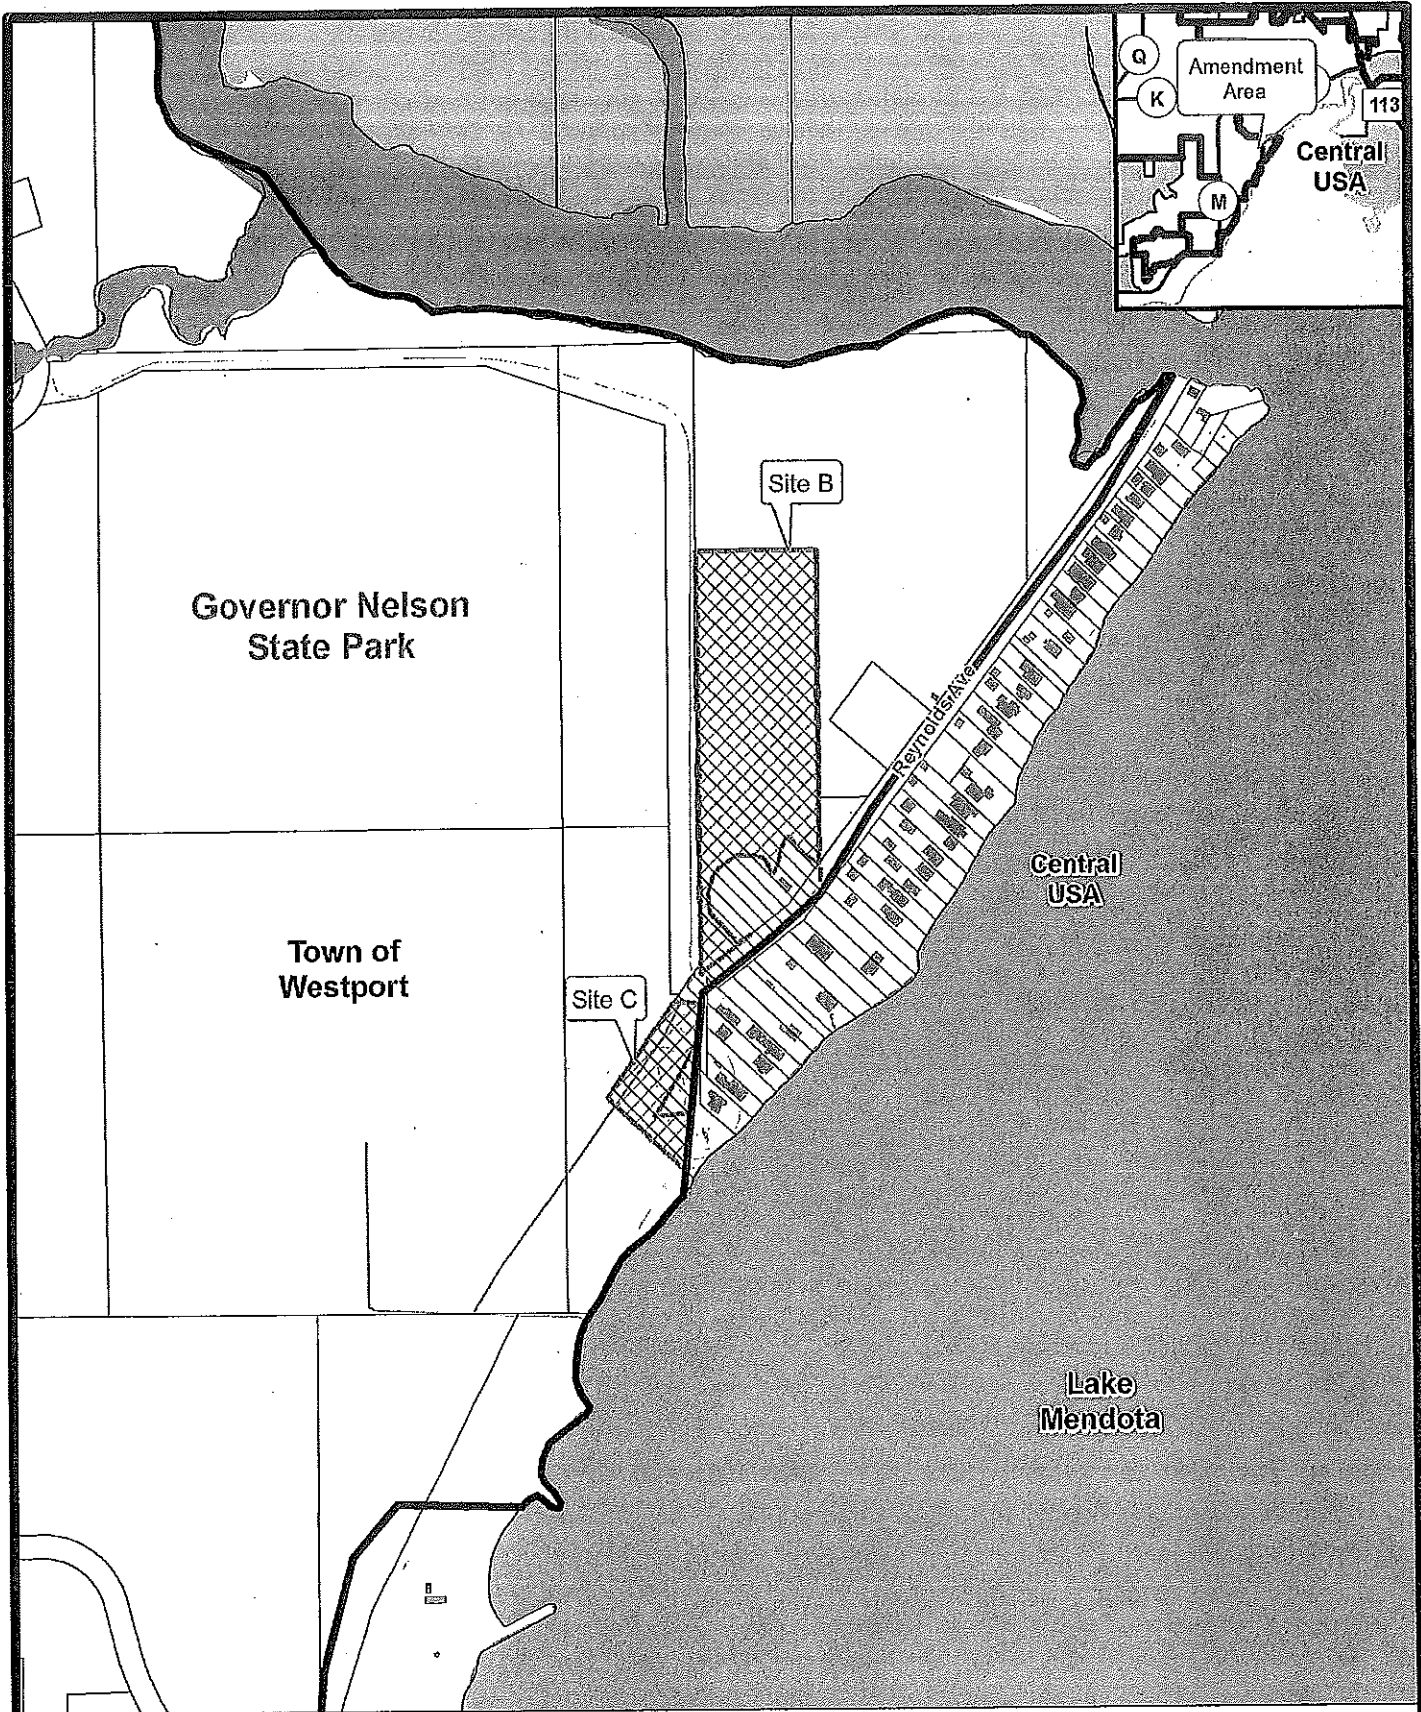 Q
K
Amendment
Area
113
Central
USA
M
Site B
Governor Nelson
State Park
Reynolds Ave
Central
USA
Town of
Westport
Site C
Lake
Mendota